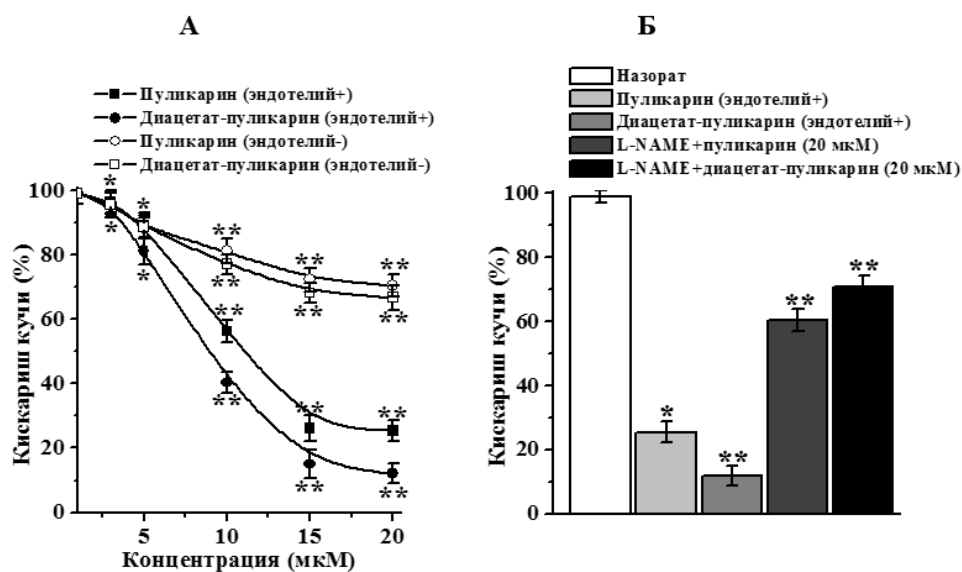 А
Пуликарин (эндотелий+)
Диацетат-пуликарин (эндотелий+)
Пуликарин (эндотелий-)
Диацетат-пуликарин (эндотелий-)
Кискариш кучи (%)
100
80
60
40
20
0
* * * *
** ** ** ** ** ** ** ** ** ** ** **
5 10 15 20
Концентрация (мкМ)
Б
Назорат
Пуликарин (эндотелий+)
Диацетат-пуликарин (эндотелий+)
L-NAME+пуликарин (20 мкМ)
L-NAME+диацетат-пуликарин (20 мкМ)
Кискариш кучи (%)
100
80
60
40
20
0
* ** ** **